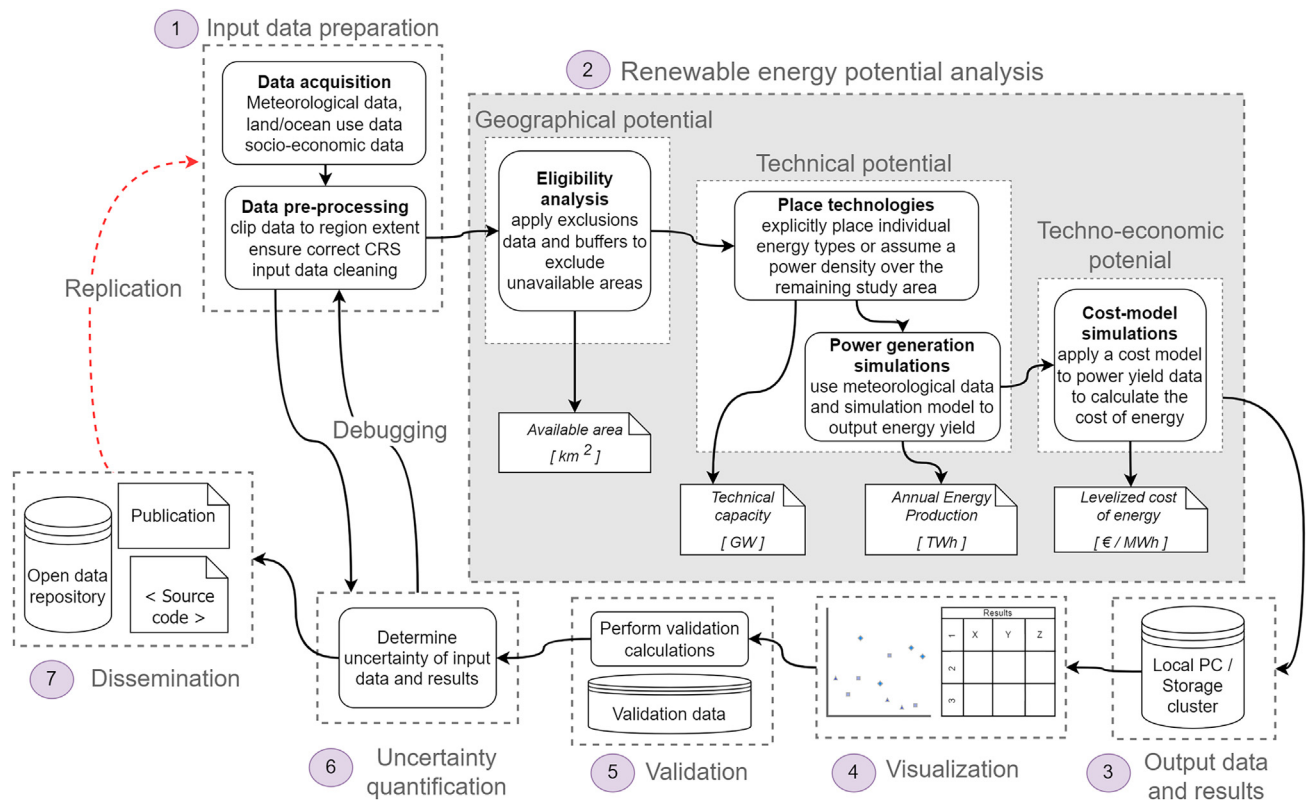 1
Input data preparation
Data acquisition
Meteorological data,
land/ocean use data
socio-economic data
Data pre-processing
clip data to region extent
ensure correct CRS
input data cleaning
Replication
Debugging
2
Renewable energy potential analysis
Geographical potential
Eligibility
analysis
apply exclusions
data and buffers to
exclude
unavailable areas
Available area
[ km 2 ]
Technical potential
Place technologies
explicitly place individual
energy types or assume a
power density over the
remaining study area
Power generation
simulations
use meteorological data
and simulation model to
output energy yield
Technical
capacity
[ GW ]
Annual Energy
Production
[ TWh ]
Techno-economic
potenial
Cost-model
simulations
apply a cost model
to power yield data
to calculate the
cost of energy
Levelized cost
of energy
[ € / MWh ]
Local PC /
Storage
cluster
3
Output data
and results
Results
1
X
Y
Z
2
3
4
Visualization
Perform validation
calculations
Validation data
5
Validation
Determine
uncertainty of input
data and results
6
Uncertainty
quantification
Open data
repository
Publication
< Source
code >
7
Dissemination